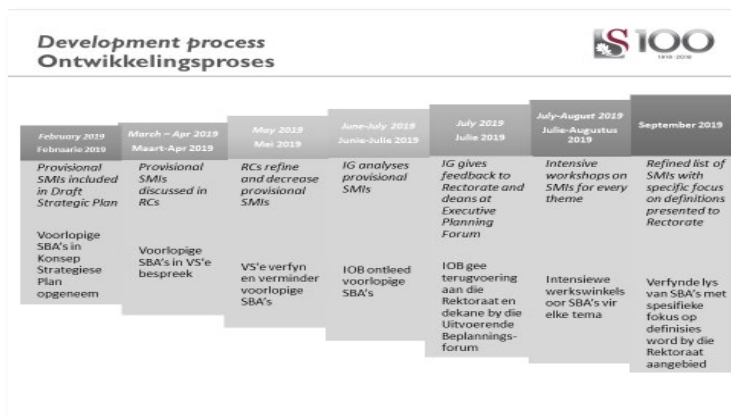 Development process
Ontwikkelingsproses
S100
1918 · 2018
February 2019
Februarie 2019
Provisional
SMIs included
in Draft
Strategic Plan
Voorlopige
SBA's in
Konsep
Strategiese
Plan
opgeneem
March – Apr 2019
Maart-Apr 2019
Provisional
SMIs
discussed in
RCs
Voorlopige
SBA's in VS'e
bespreek
May 2019
Mei 2019
RCs refine
and decrease
provisional
SMIs
VS'e verfyn
en verminder
voorlopige
SBA's
June-July 2019
Junie-Julie 2019
IG analyses
provisional
SMIs
IOB ontleed
voorlopige
SBA's
July 2019
Julie 2019
IG gives
feedback to
Rectorate and
deans at
Executive
Planning
Forum
IOB gee
terugvoering
aan die
Rektoraat en
dekane by die
Uitvoerende
Beplannings-
forum
July-August 2019
Julie-Augustus
2019
Intensive
workshops on
SMIs for every
theme
Intensiewe
werkswinkels
oor SBA's vir
elke tema
September 2019
Refined list of
SMIs with
specific focus
on definitions
presented to
Rectorate
Verfynde lys
van SBA's met
spesifieke
fokus op
definisies
word by die
Rektoraat
aangebied